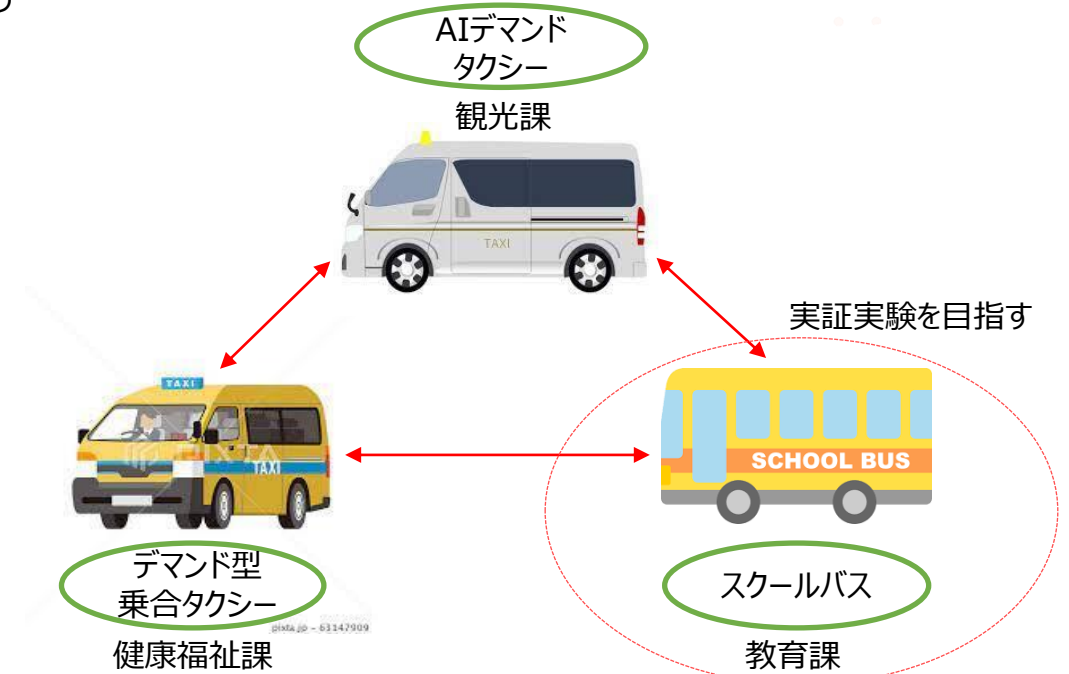 AIデマンド
タクシー
観光課
TAXI
実証実験を目指す
TAXI
PIXTA
TAXI
SCHOOL BUS
デマンド型
乗合タクシー
スクールバス
pixta.jp - 63147909
健康福祉課
教育課